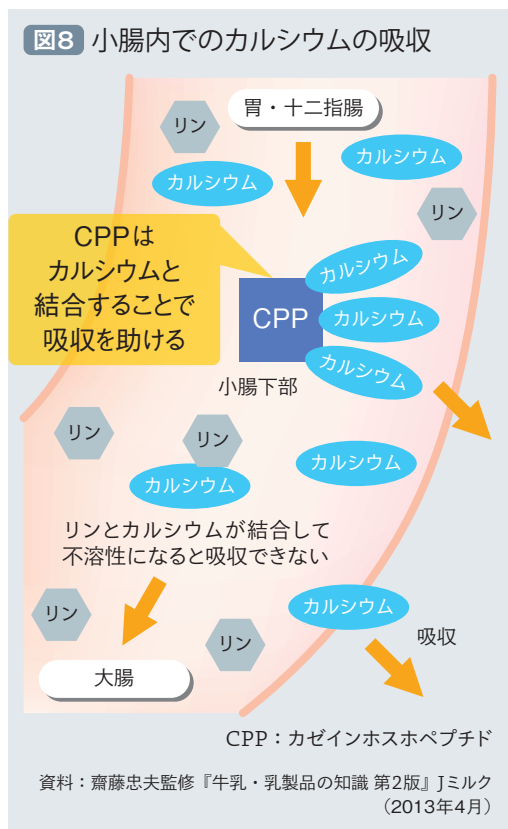 図8 小腸内でのカルシウムの吸収
胃・十二指腸
リン
カルシウム
カルシウム
リン
CPPは
カルシウムと
結合することで
吸収を助ける
CPP
カルシウム
カルシウム
カルシウム
小腸下部
リン
リン
カルシウム
カルシウム
リンとカルシウムが結合して
不溶性になると吸収できない
リン
カルシウム
リン
吸収
大腸
CPP：カゼインホスホペプチド
資料：齋藤忠夫監修『牛乳・乳製品の知識 第2版』Jミルク
（2013年4月）